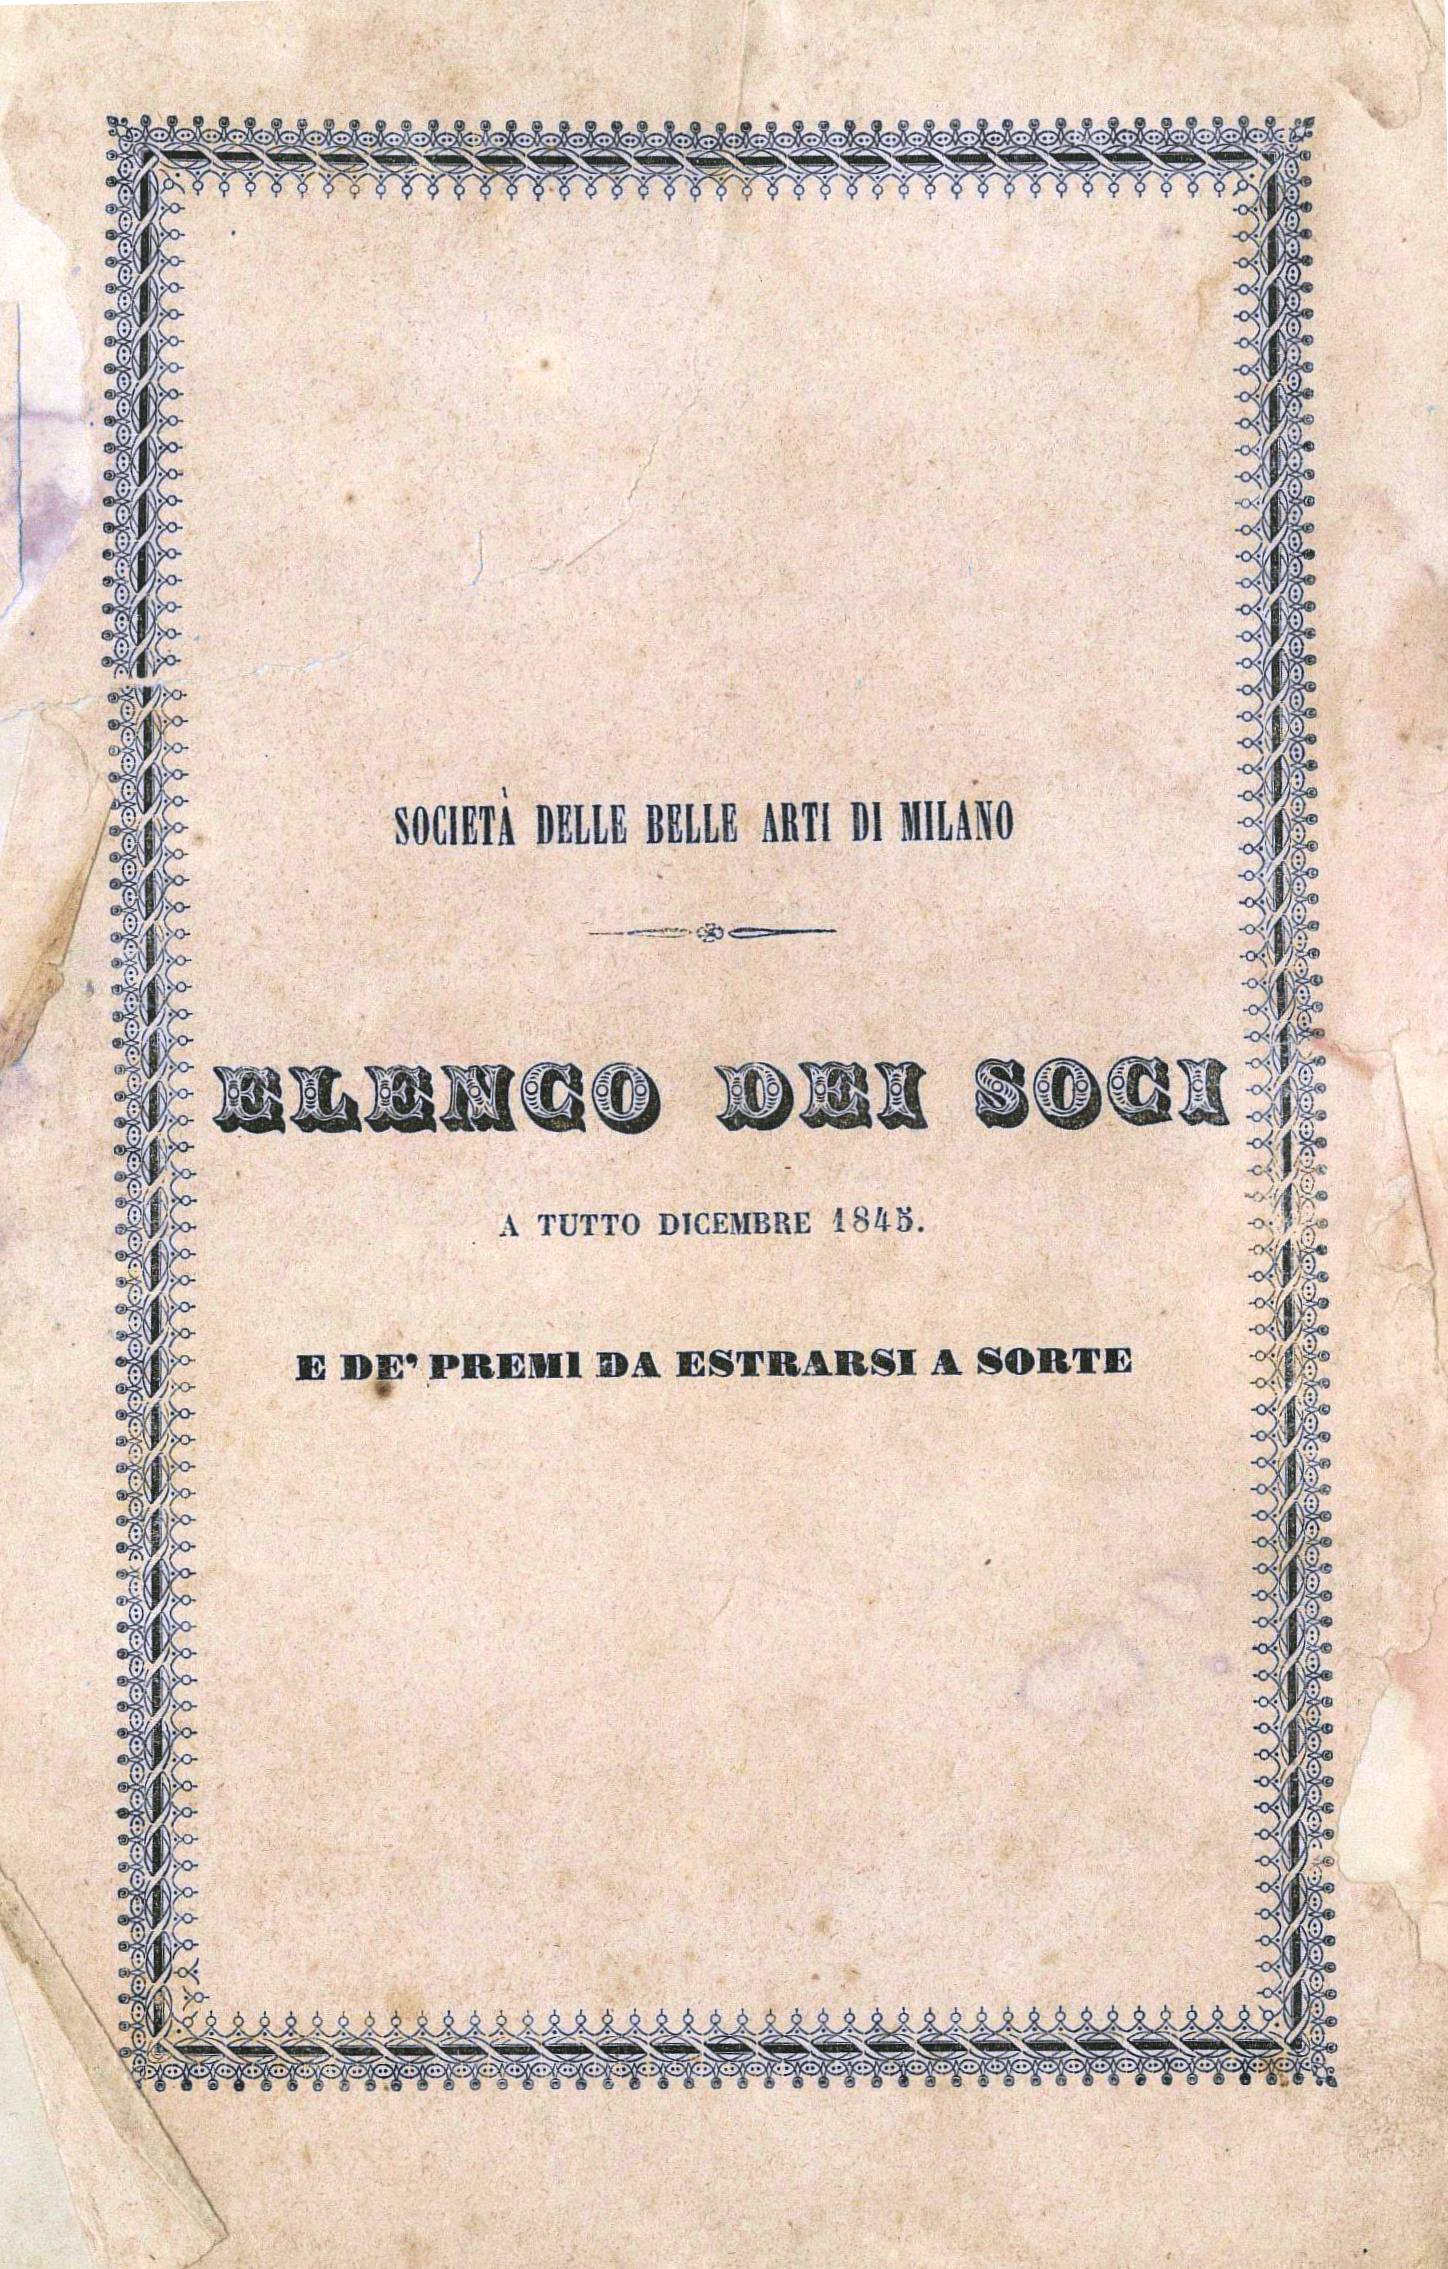 SOCIETÀ DELLE BELLE ARTI DI MILANO
ELENCO DEI SOCI
A TUTTO DICEMBRE 1845.
E DE' PREMI DA ESTRARSI A SORTE